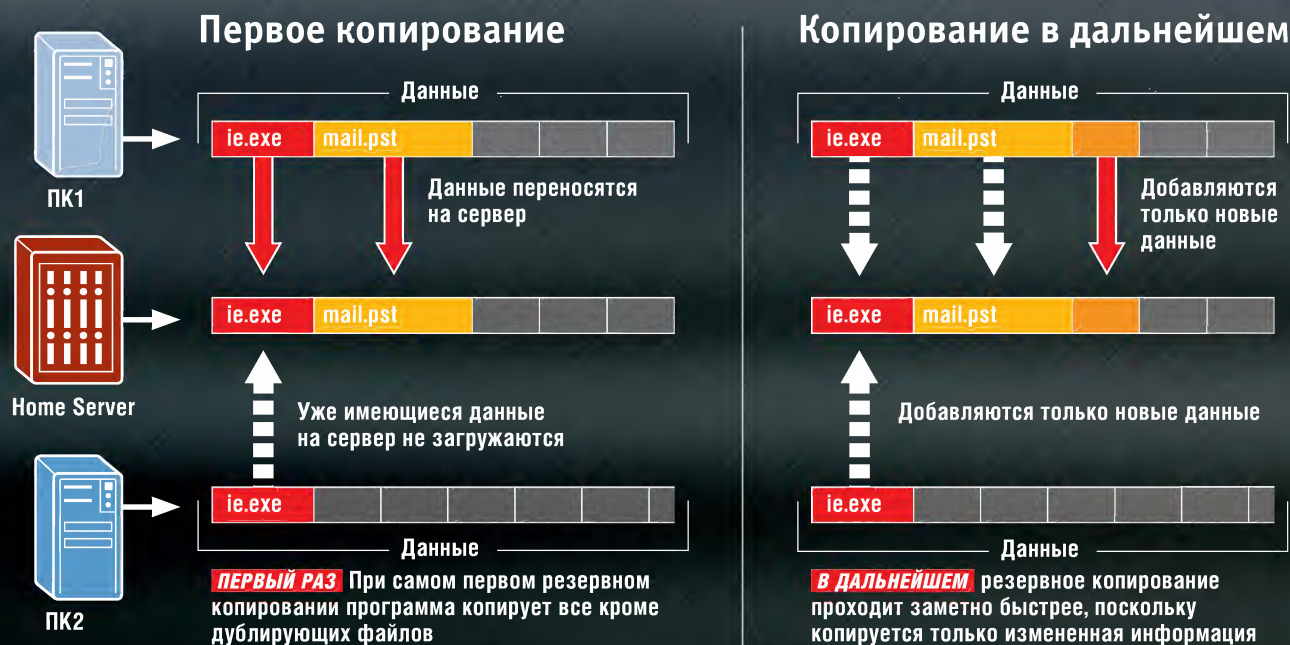 Первое копирование
Данные
ie.exe mail.pst
ПК1
Данные переносятся
на сервер
ie.exe mail.pst
Home Server
Уже имеющиеся данные
на сервер не загружаются
ie.exe
Данные
ПК2
ПЕРВЫЙ РАЗ При самом первом резервном
копировании программа копирует все кроме
дублирующих файлов
Копирование в дальнейшем
Данные
ie.exe mail.pst
Добавляются
только новые
данные
ie.exe mail.pst
Добавляются только новые данные
ie.exe
Данные
В ДАЛЬНЕЙШЕМ резервное копирование
проходит заметно быстрее, поскольку
копируется только измененная информация